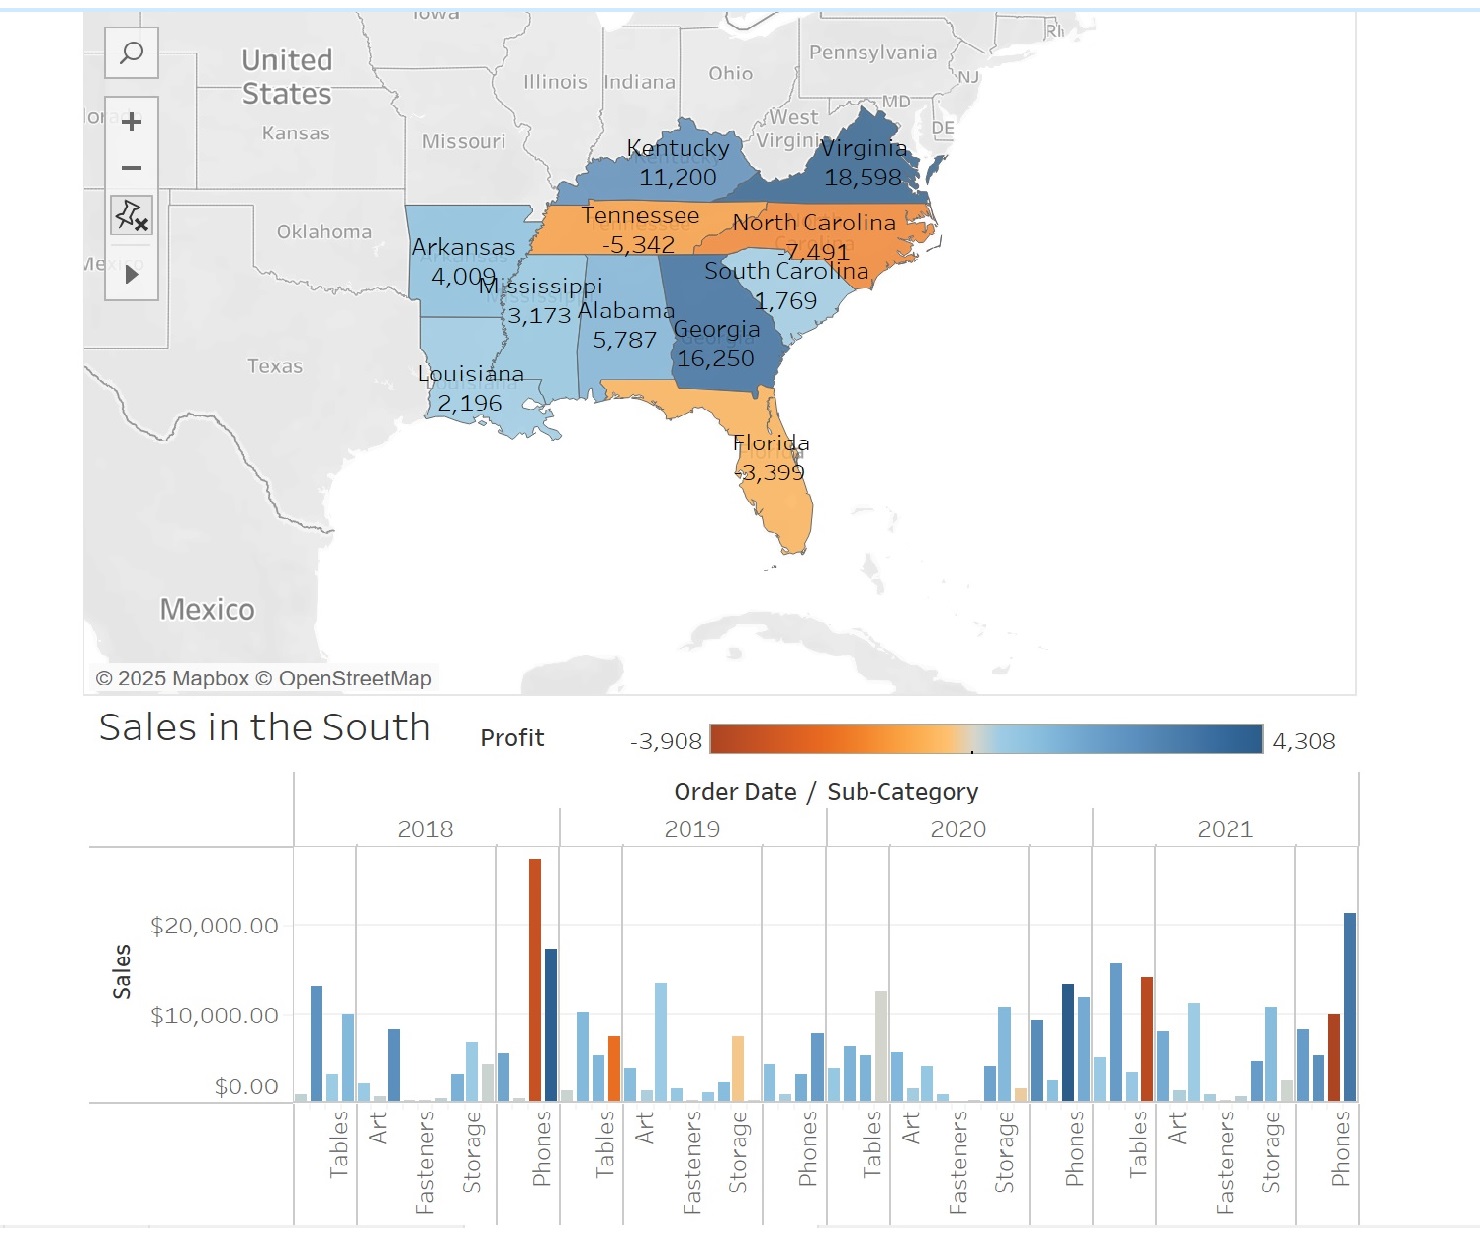 Iowa
United
States
Illinois
Indiana
Ohio
Pennsylvania
RI
NJ
MD
DE
West
Virginia
Kansas
Missouri
Kentucky
11,200
Virginia
18,598
+
−
Oklahoma
Arkansas
4,009
Tennessee
-5,342
North Carolina
-7,491
South Carolina
1,769
Mississippi
3,173
Alabama
5,787
Georgia
16,250
Texas
Louisiana
2,196
Florida
-3,399
Mexico
© 2025 Mapbox © OpenStreetMap
Sales in the South
Profit
-3,908
4,308
Order Date / Sub-Category
2018
2019
2020
2021
Sales
$20,000.00
$10,000.00
$0.00
Tables
Art
Fasteners
Storage
Phones
Tables
Art
Fasteners
Storage
Phones
Tables
Art
Fasteners
Storage
Phones
Tables
Art
Fasteners
Storage
Phones